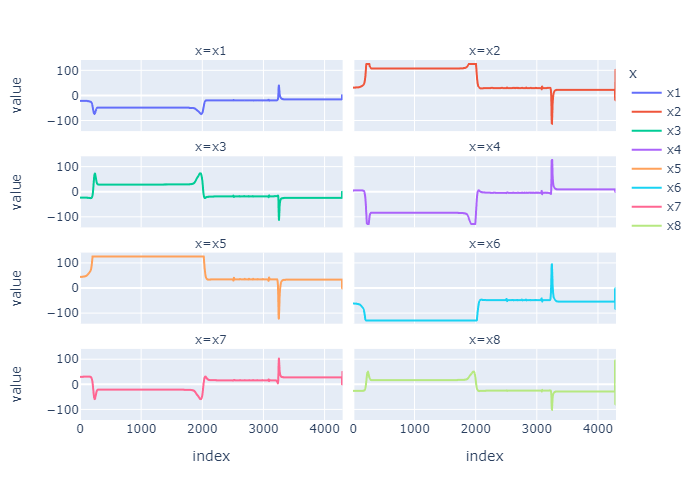 x=x1
x=x2
value
100
0
−100
x
x1
x2
x3
x4
x5
x6
x7
x8
x=x3
x=x4
value
100
0
−100
x=x5
x=x6
value
100
0
−100
x=x7
x=x8
value
100
0
−100
0 1000 2000 3000 4000 0 1000 2000 3000 4000
index index